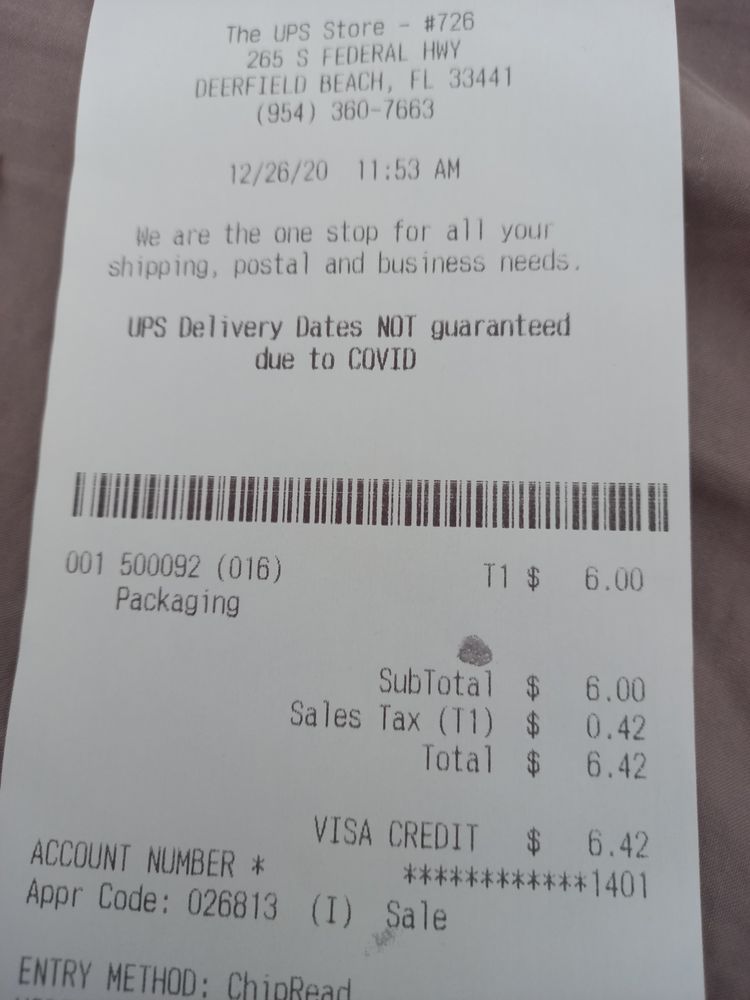 The UPS Store - #726
265 S FEDERAL HWY
DEERFIELD BEACH, FL 33441
(954) 360-7663
12/26/20 11:53 AM
We are the one stop for all your
shipping, postal and business needs.
UPS Delivery Dates NOT guaranteed
due to COVID
001 500092 (016) T1 $ 6.00
Packaging
SubTotal $ 6.00
Sales Tax (T1) $ 0.42
Total $ 6.42
VISA CREDIT $ 6.42
ACCOUNT NUMBER * ************1401
Appr Code: 026813 (I) Sale
ENTRY METHOD: ChipRead